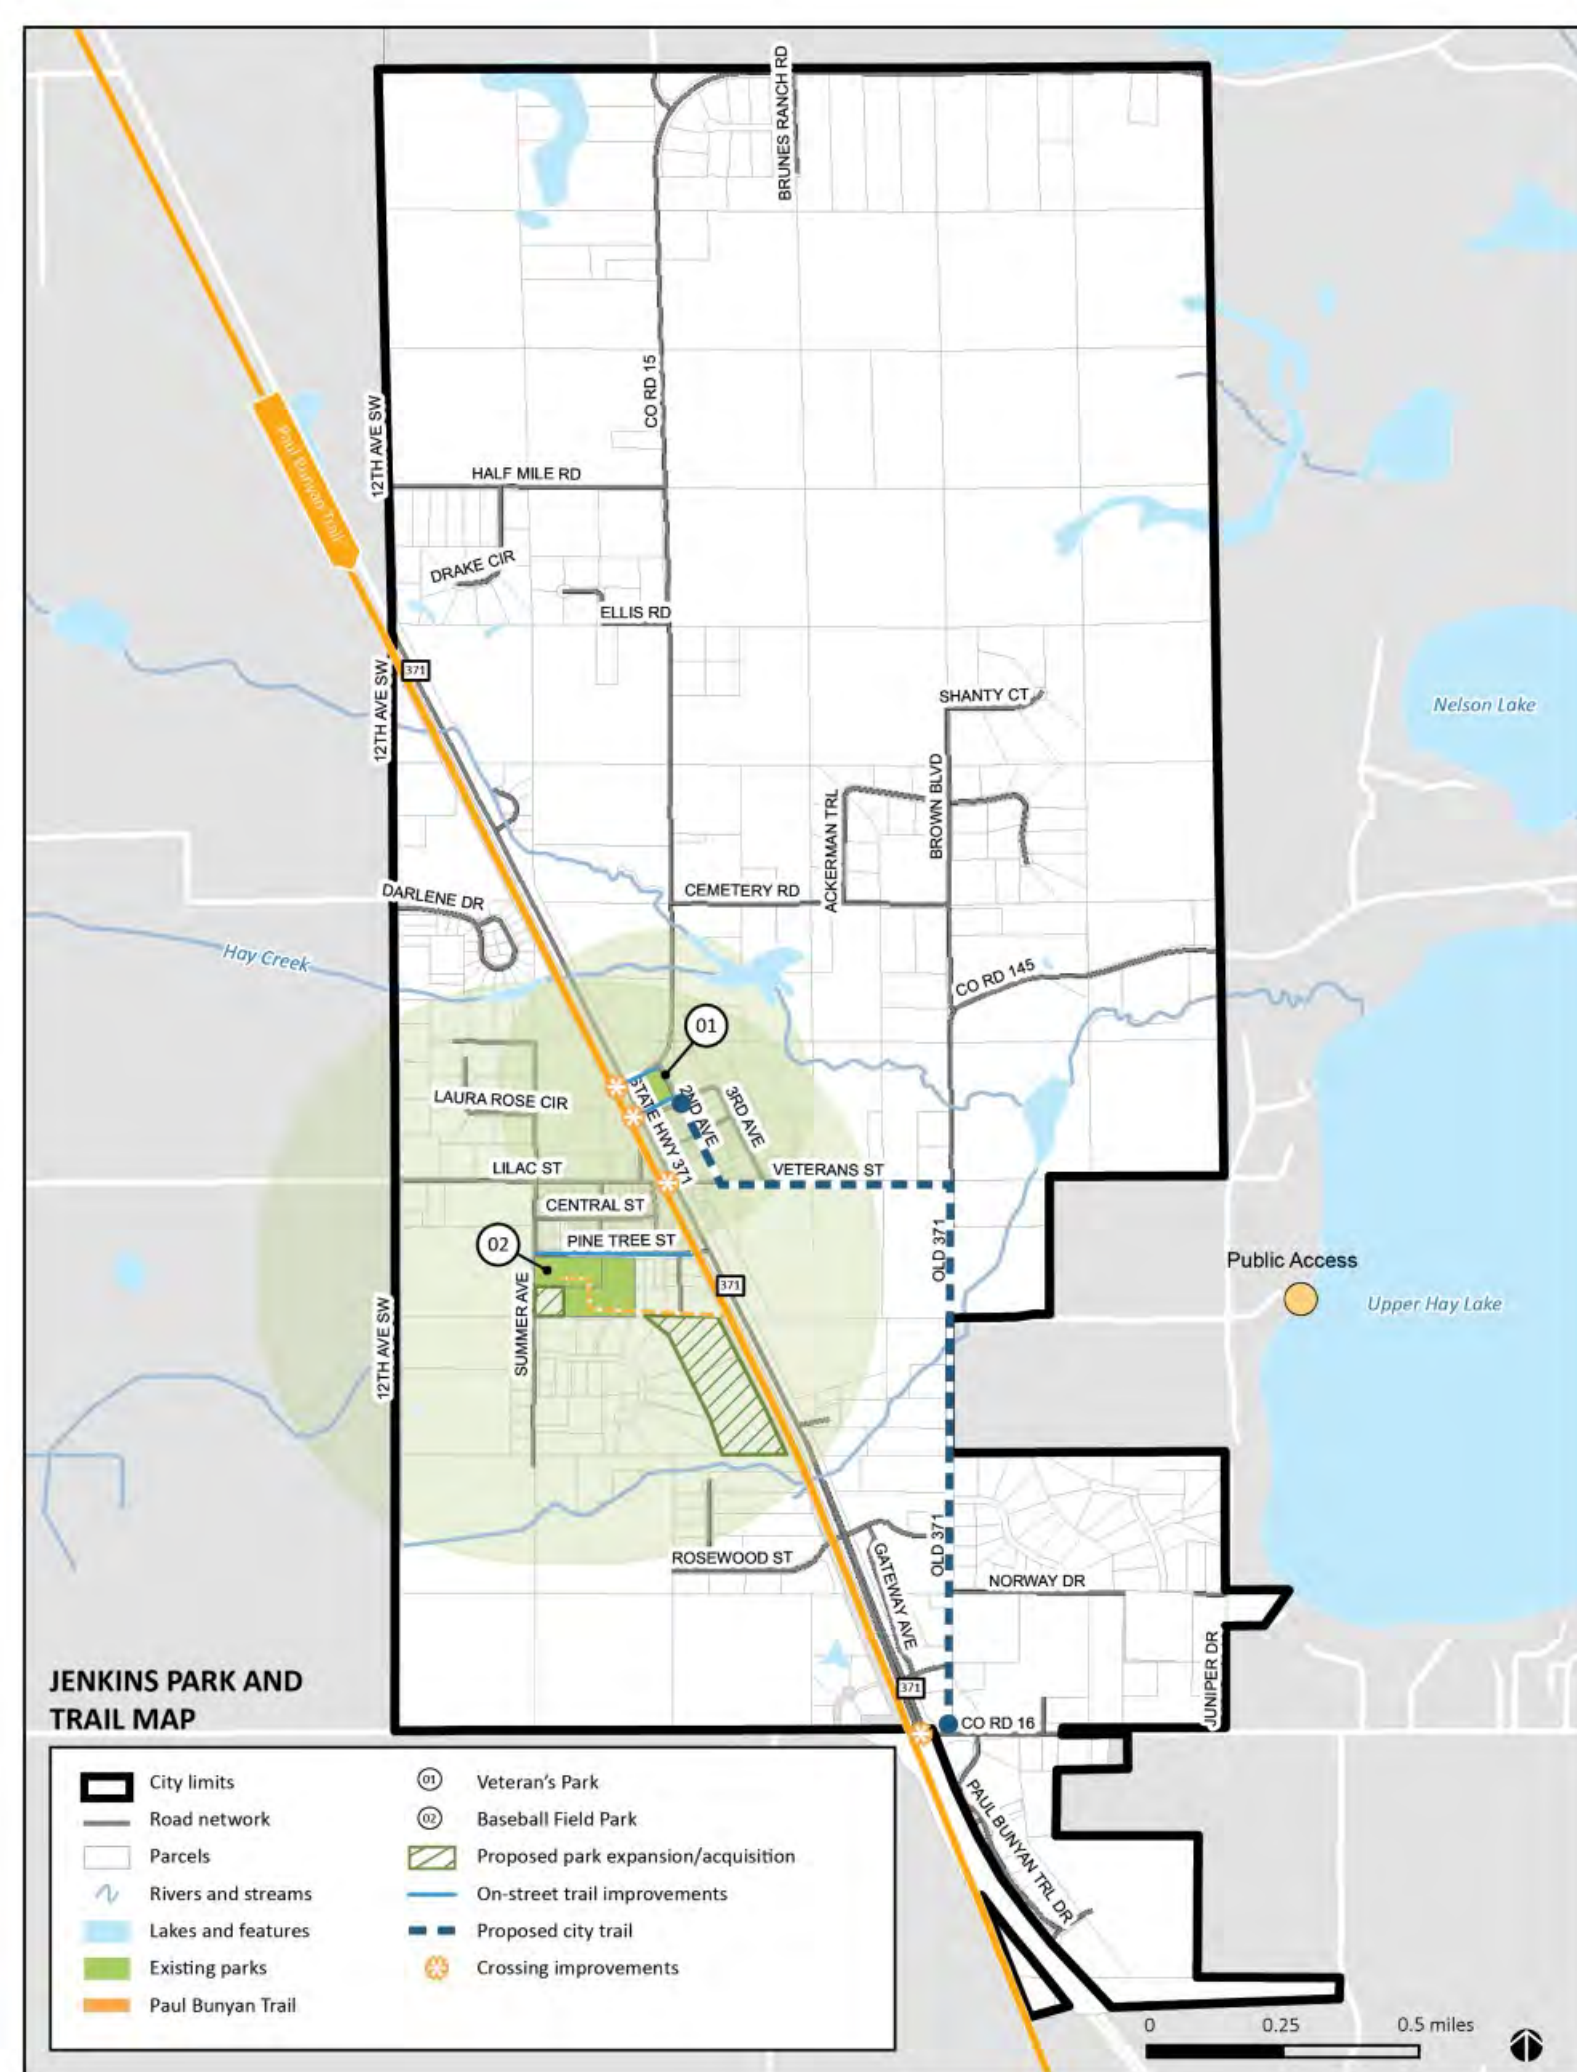 BRUNES RANCH RD
CO RD 15
12TH AVE SW
Paul Bunyan Trail
HALF MILE RD
DRAKE CIR
ELLIS RD
371
12TH AVE SW
SHANTY CT
Nelson Lake
BROWN BLVD
ACKERMAN TRL
CEMETERY RD
DARLENE DR
Hay Creek
CO RD 145
01
LAURA ROSE CIR
STATE HWY 371
2ND AVE
3RD AVE
LILAC ST
VETERANS ST
CENTRAL ST
02
PINE TREE ST
OLD 371
Public Access
371
Upper Hay Lake
SUMMER AVE
12TH AVE SW
OLD 371
ROSEWOOD ST
GATEWAY AVE
NORWAY DR
JUNIPER DR
371
CO RD 16
PAUL BUNYAN TRL DR
JENKINS PARK AND
TRAIL MAP
City limits
Road network
Parcels
Rivers and streams
Lakes and features
Existing parks
Paul Bunyan Trail
01 Veteran's Park
02 Baseball Field Park
Proposed park expansion/acquisition
On-street trail improvements
Proposed city trail
Crossing improvements
0 0.25 0.5 miles